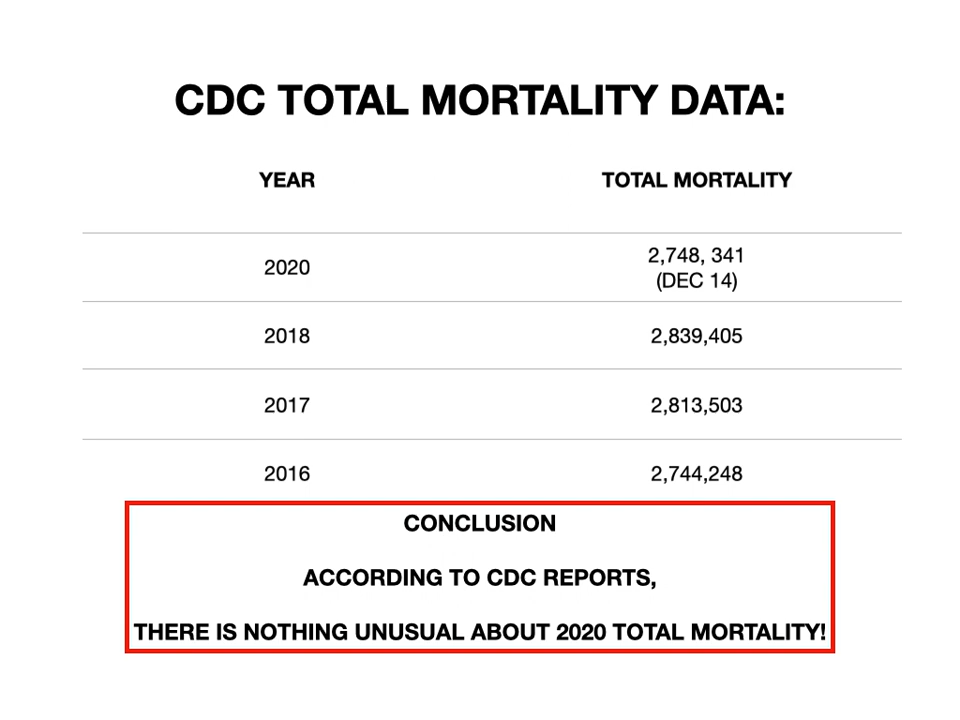 CDC TOTAL MORTALITY DATA:
YEAR TOTAL MORTALITY
2020 2,748, 341
(DEC 14)
2018 2,839,405
2017 2,813,503
2016 2,744,248
CONCLUSION
ACCORDING TO CDC REPORTS,
THERE IS NOTHING UNUSUAL ABOUT 2020 TOTAL MORTALITY!